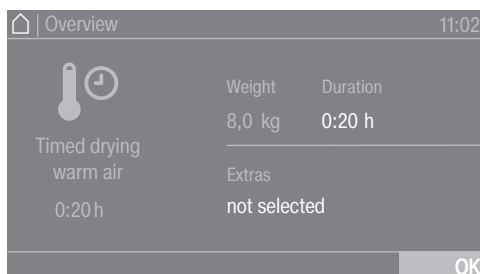 | Overview 11:02
Weight Duration
8,0 kg 0:20 h
Timed drying
warm air
0:20 h
Extras
not selected
OK